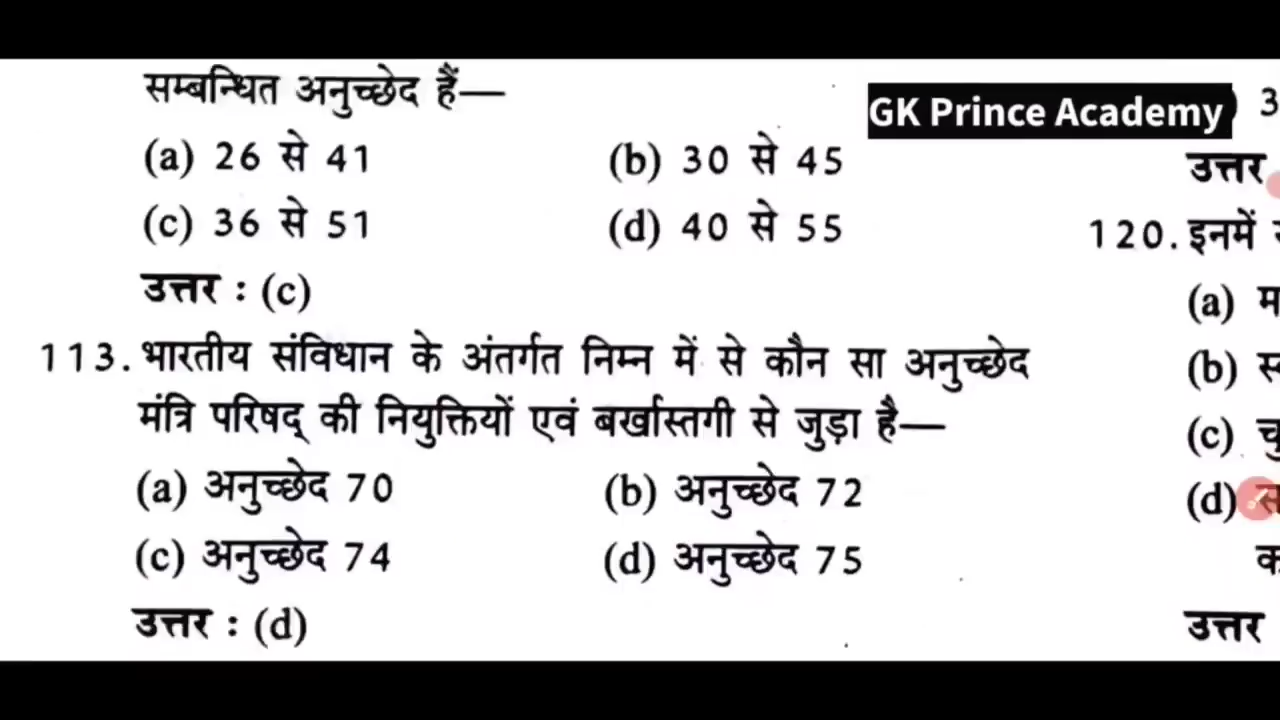 सम्बन्धित अनुच्छेद हैं—
(a) 26 से 41 (b) 30 से 45
(c) 36 से 51 (d) 40 से 55
उत्तर : (c)
113. भारतीय संविधान के अंतर्गत निम्न में से कौन सा अनुच्छेद
मंत्रि परिषद् की नियुक्तियों एवं बर्खास्तगी से जुड़ा है—
(a) अनुच्छेद 70 (b) अनुच्छेद 72
(c) अनुच्छेद 74 (d) अनुच्छेद 75
उत्तर : (d)
GK Prince Academy
3
उत्तर
120. इनमें
(a)
(b)
(c)
(d)
उत्तर